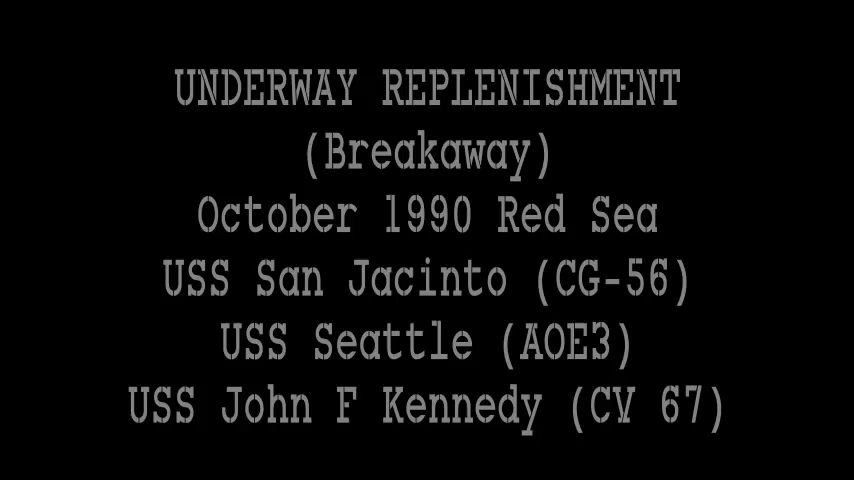 UNDERWAY REPLENISHMENT
(Breakaway)
October 1990 Red Sea
USS San Jacinto (CG-56)
USS Seattle (AOE3)
USS John F Kennedy (CV 67)